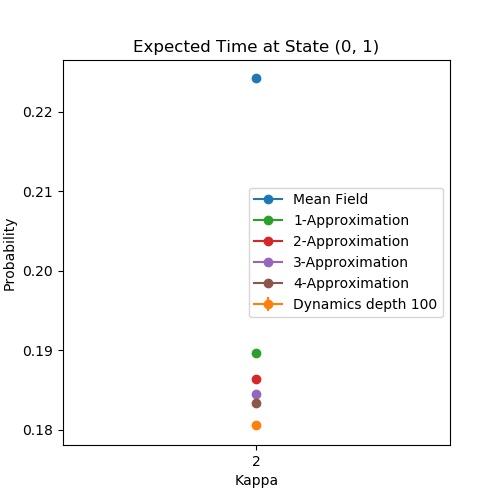 Expected Time at State (0, 1)
Probability
0.22
0.21
0.20
0.19
0.18
Mean Field
1-Approximation
2-Approximation
3-Approximation
4-Approximation
Dynamics depth 100
2
Kappa